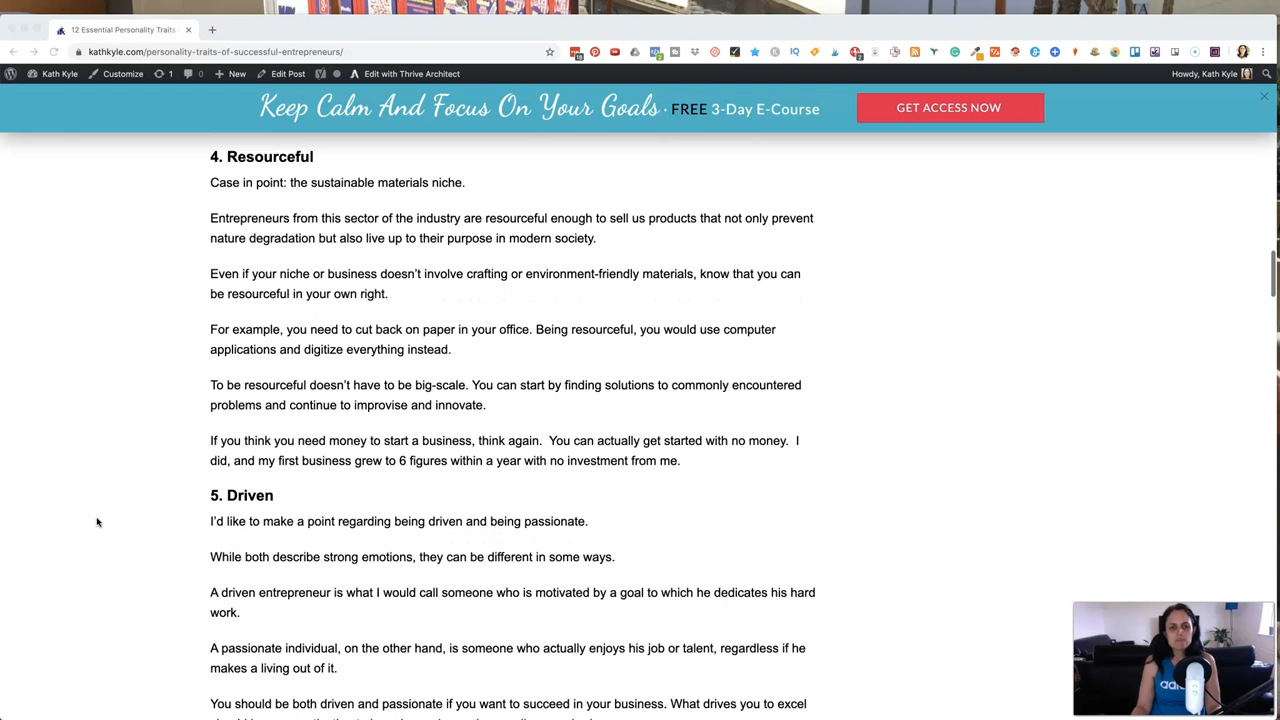 12 Essential Personality Traits
kathkyle.com/personality-traits-of-successful-entrepreneurs/
Kath Kyle
Customize
1
0
New
Edit Post
Edit with Thrive Architect
Howdy, Kath Kyle
Keep Calm And Focus On Your Goals · FREE 3-Day E-Course
GET ACCESS NOW
4. Resourceful
Case in point: the sustainable materials niche.
Entrepreneurs from this sector of the industry are resourceful enough to sell us products that not only prevent
nature degradation but also live up to their purpose in modern society.
Even if your niche or business doesn’t involve crafting or environment-friendly materials, know that you can
be resourceful in your own right.
For example, you need to cut back on paper in your office. Being resourceful, you would use computer
applications and digitize everything instead.
To be resourceful doesn’t have to be big-scale. You can start by finding solutions to commonly encountered
problems and continue to improvise and innovate.
If you think you need money to start a business, think again.  You can actually get started with no money.  I
did, and my first business grew to 6 figures within a year with no investment from me.
5. Driven
I’d like to make a point regarding being driven and being passionate.
While both describe strong emotions, they can be different in some ways.
A driven entrepreneur is what I would call someone who is motivated by a goal to which he dedicates his hard
work.
A passionate individual, on the other hand, is someone who actually enjoys his job or talent, regardless if he
makes a living out of it.
You should be both driven and passionate if you want to succeed in your business. What drives you to excel